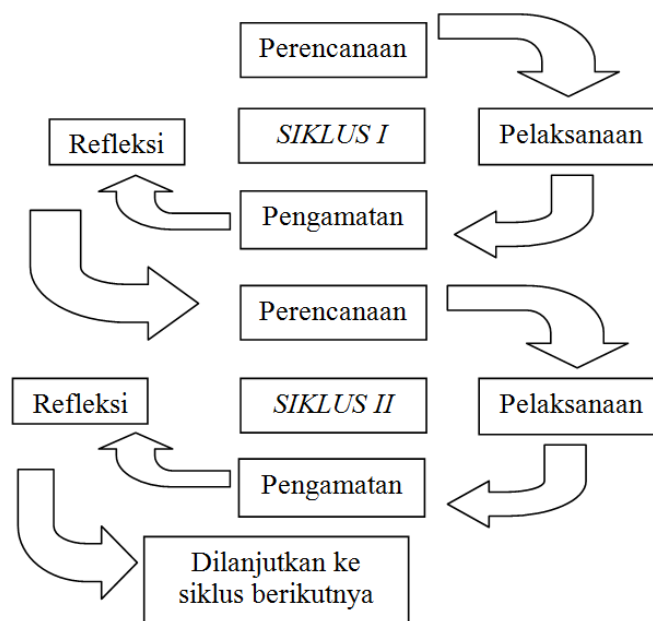 Perencanaan
SIKLUS I
Pelaksanaan
Refleksi
Pengamatan
Perencanaan
Refleksi
SIKLUS II
Pelaksanaan
Pengamatan
Dilanjutkan ke
siklus berikutnya